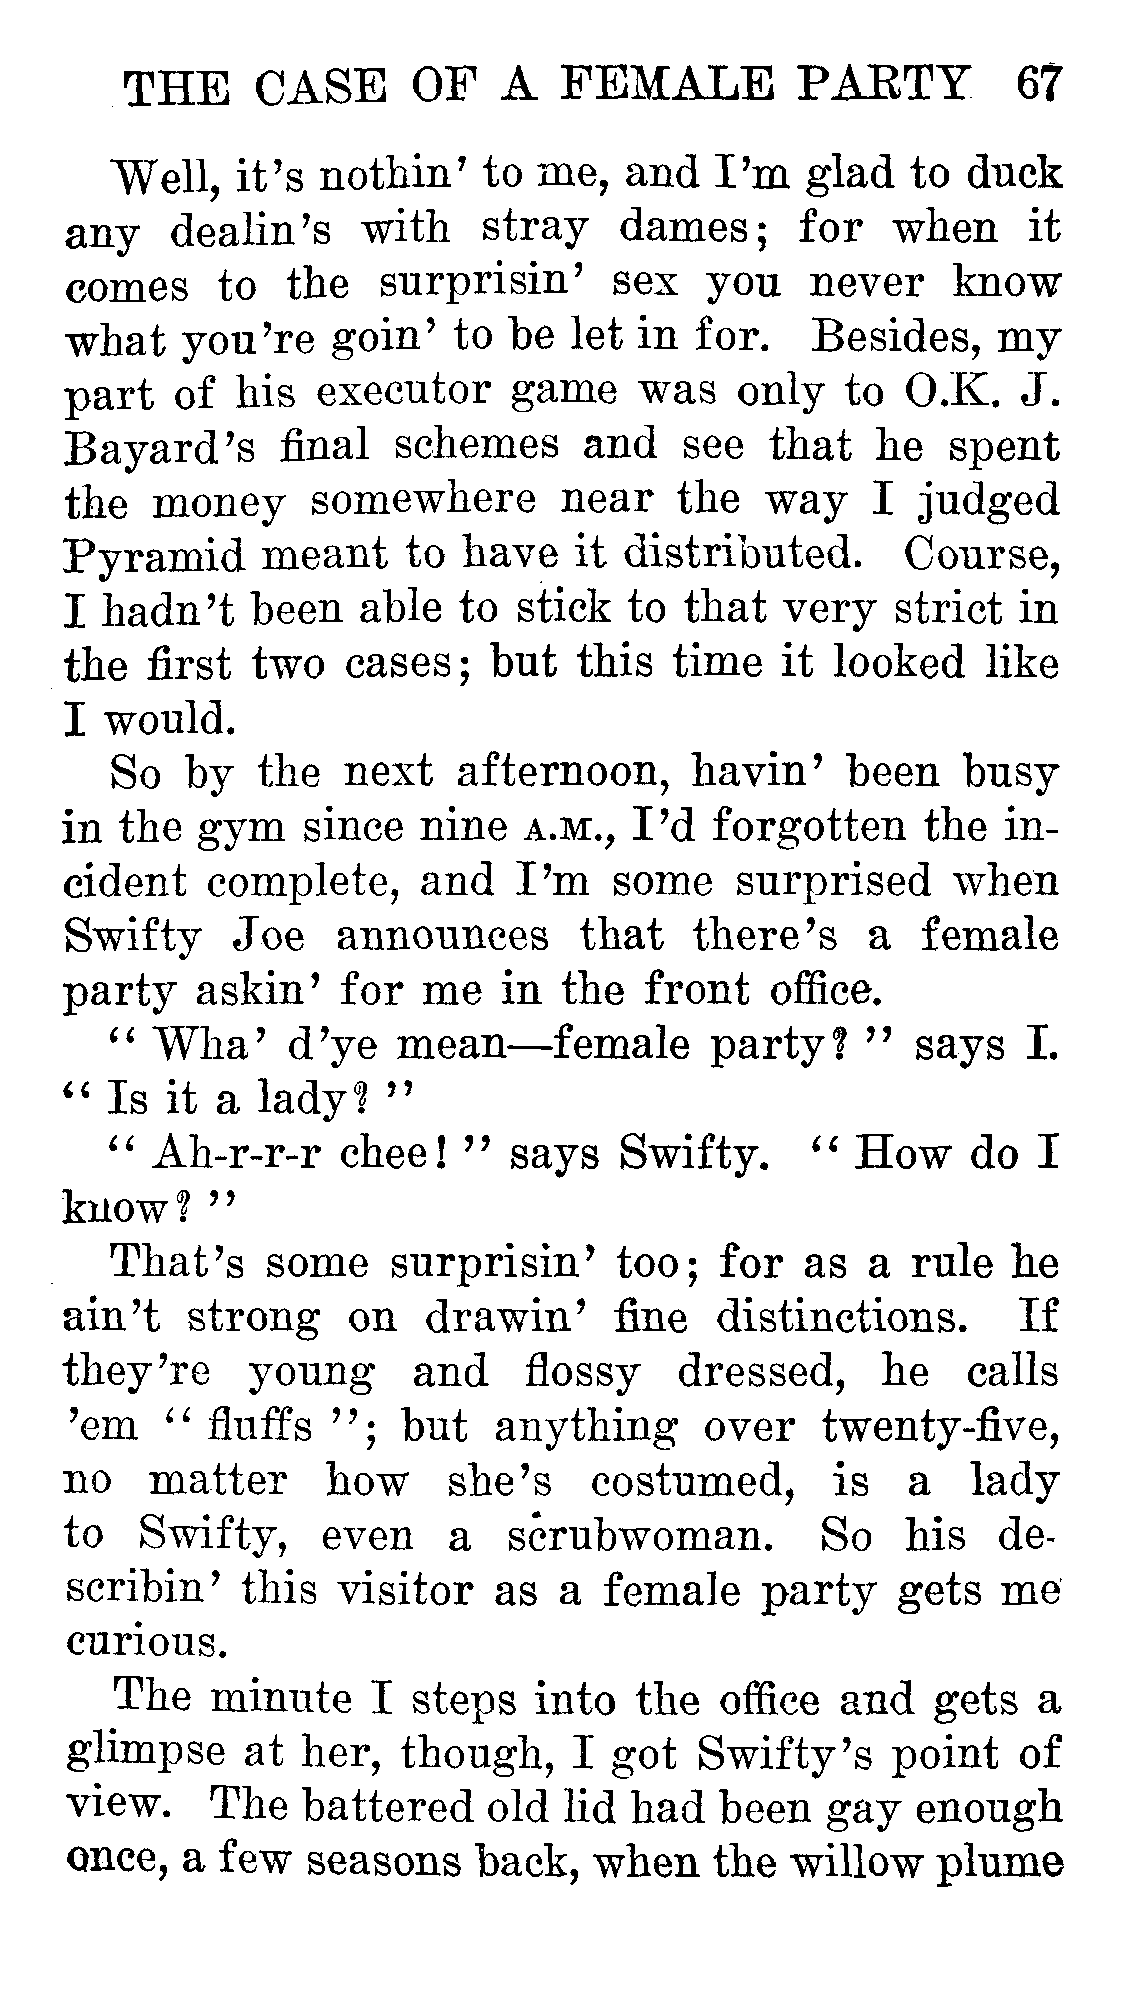 THE CASE OF A FEMALE PARTY 67
Well, it's nothin' to me, and I'm glad to duck
any dealin's with stray dames; for when it
comes to the surprisin' sex you never know
what you're goin' to be let in for. Besides, my
part of his executor game was only to O.K. J.
Bayard's final schemes and see that he spent
the money somewhere near the way I judged
Pyramid meant to have it distributed. Course,
I hadn't been able to stick to that very strict in
the first two cases; but this time it looked like
I would.
So by the next afternoon, havin' been busy
in the gym since nine A.M., I'd forgotten the in-
cident complete, and I'm some surprised when
Swifty Joe announces that there's a female
party askin' for me in the front office.
"Wha' d'ye mean—female party?" says I.
"Is it a lady?"
"Ah-r-r-r chee!" says Swifty. "How do I
know?"
That's some surprisin' too; for as a rule he
ain't strong on drawin' fine distinctions. If
they're young and flossy dressed, he calls
'em "fluffs"; but anything over twenty-five,
no matter how she's costumed, is a lady
to Swifty, even a scrubwoman. So his de-
scribin' this visitor as a female party gets me
curious.
The minute I steps into the office and gets a
glimpse at her, though, I got Swifty's point of
view. The battered old lid had been gay enough
once, a few seasons back, when the willow plume